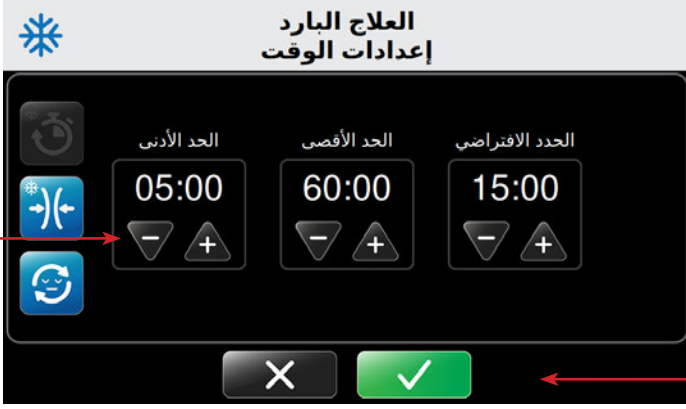 العلاج البارد
إعدادات الوقت
الحدد الافتراضي
الحد الأقصى
الحد الأدنى
15:00
60:00
05:00